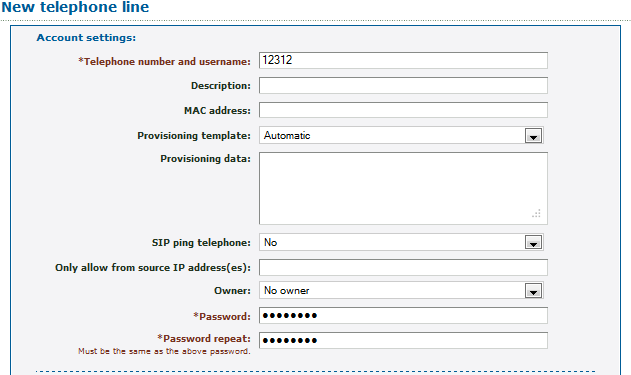 New telephone line
Account settings:
*Telephone number and username: 12312
Description:
MAC address:
Provisioning template: Automatic
Provisioning data:
SIP ping telephone: No
Only allow from source IP address(es):
Owner: No owner
*Password: ●●●●●●●●
*Password repeat: ●●●●●●●●
Must be the same as the above password.